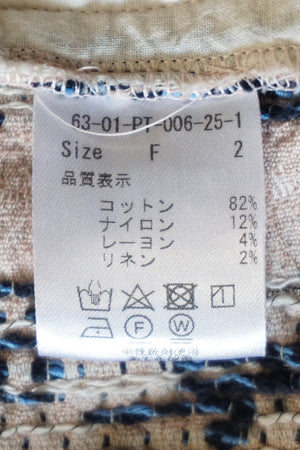 63-01-PT-006-25-1
Size F 2
品質表示
コットン 82%
ナイロン 12%
レーヨン 4%
リネン 2%
F W